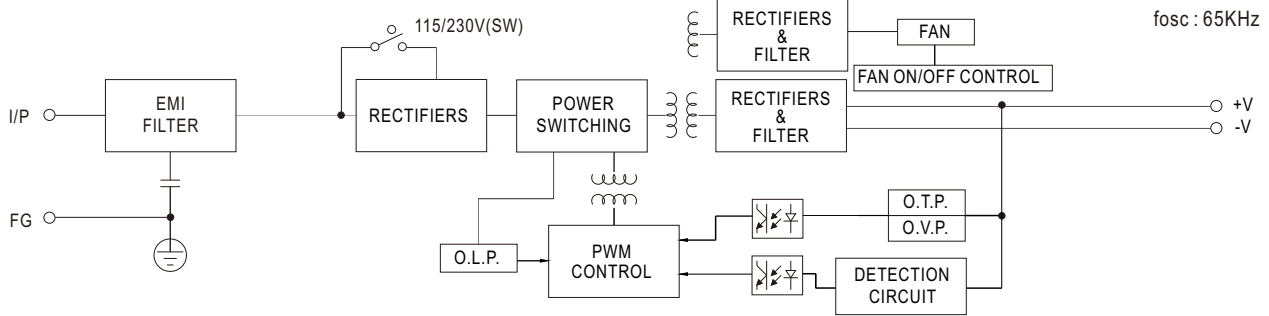 115/230V(SW)
RECTIFIERS
&
FILTER
FAN
fosc : 65KHz
FAN ON/OFF CONTROL
I/P
EMI
FILTER
RECTIFIERS
POWER
SWITCHING
RECTIFIERS
&
FILTER
+V
-V
FG
O.L.P.
PWM
CONTROL
O.T.P.
O.V.P.
DETECTION
CIRCUIT